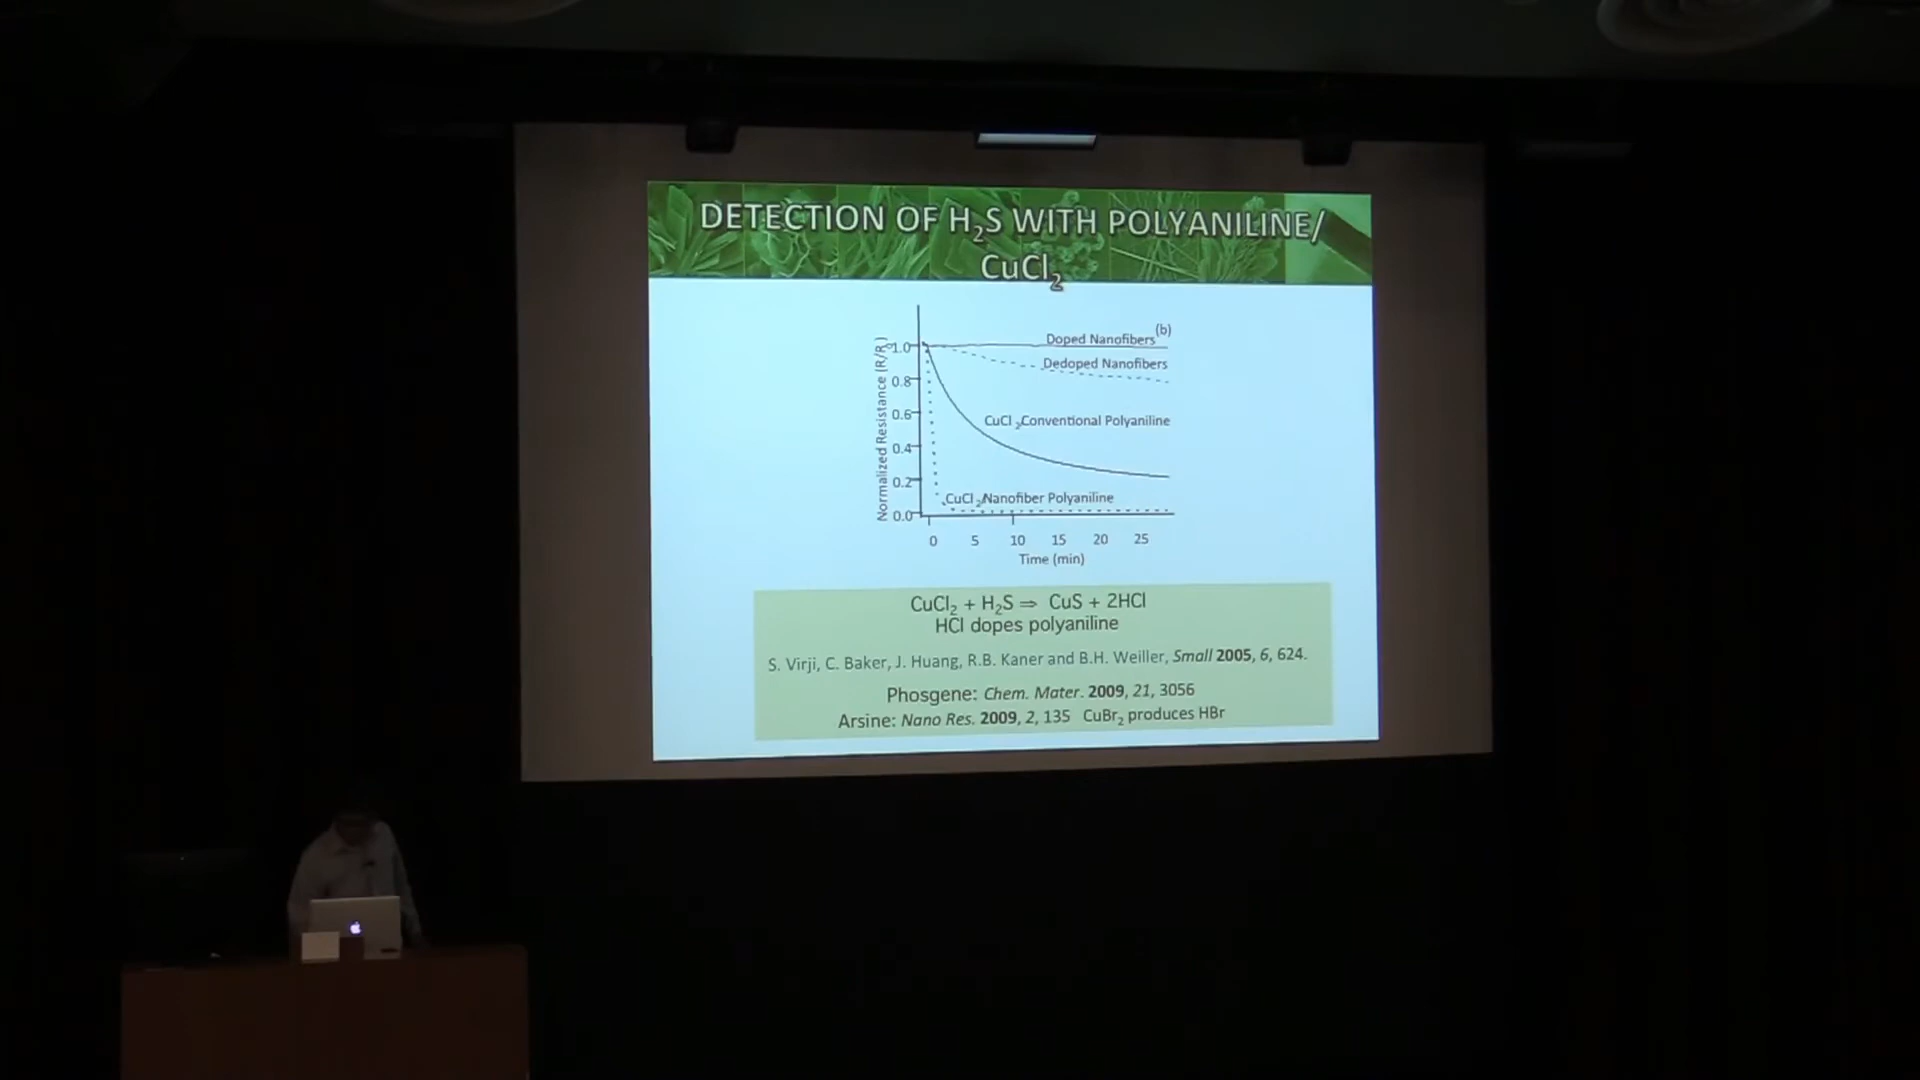 DETECTION OF H₂S WITH POLYANILINE/
CuCl₂
(b)
Doped Nanofibers
Dedoped Nanofibers
CuCl ₂Conventional Polyaniline
CuCl ₂Nanofiber Polyaniline
Normalized Resistance (R/R₀)
1.0
0.8
0.6
0.4
0.2
0.0
0 5 10 15 20 25
Time (min)
CuCl₂ + H₂S ⇒ CuS + 2HCl
HCl dopes polyaniline
S. Virji, C. Baker, J. Huang, R.B. Kaner and B.H. Weiller, Small 2005, 6, 624.
Phosgene: Chem. Mater. 2009, 21, 3056
Arsine: Nano Res. 2009, 2, 135 CuBr₂ produces HBr